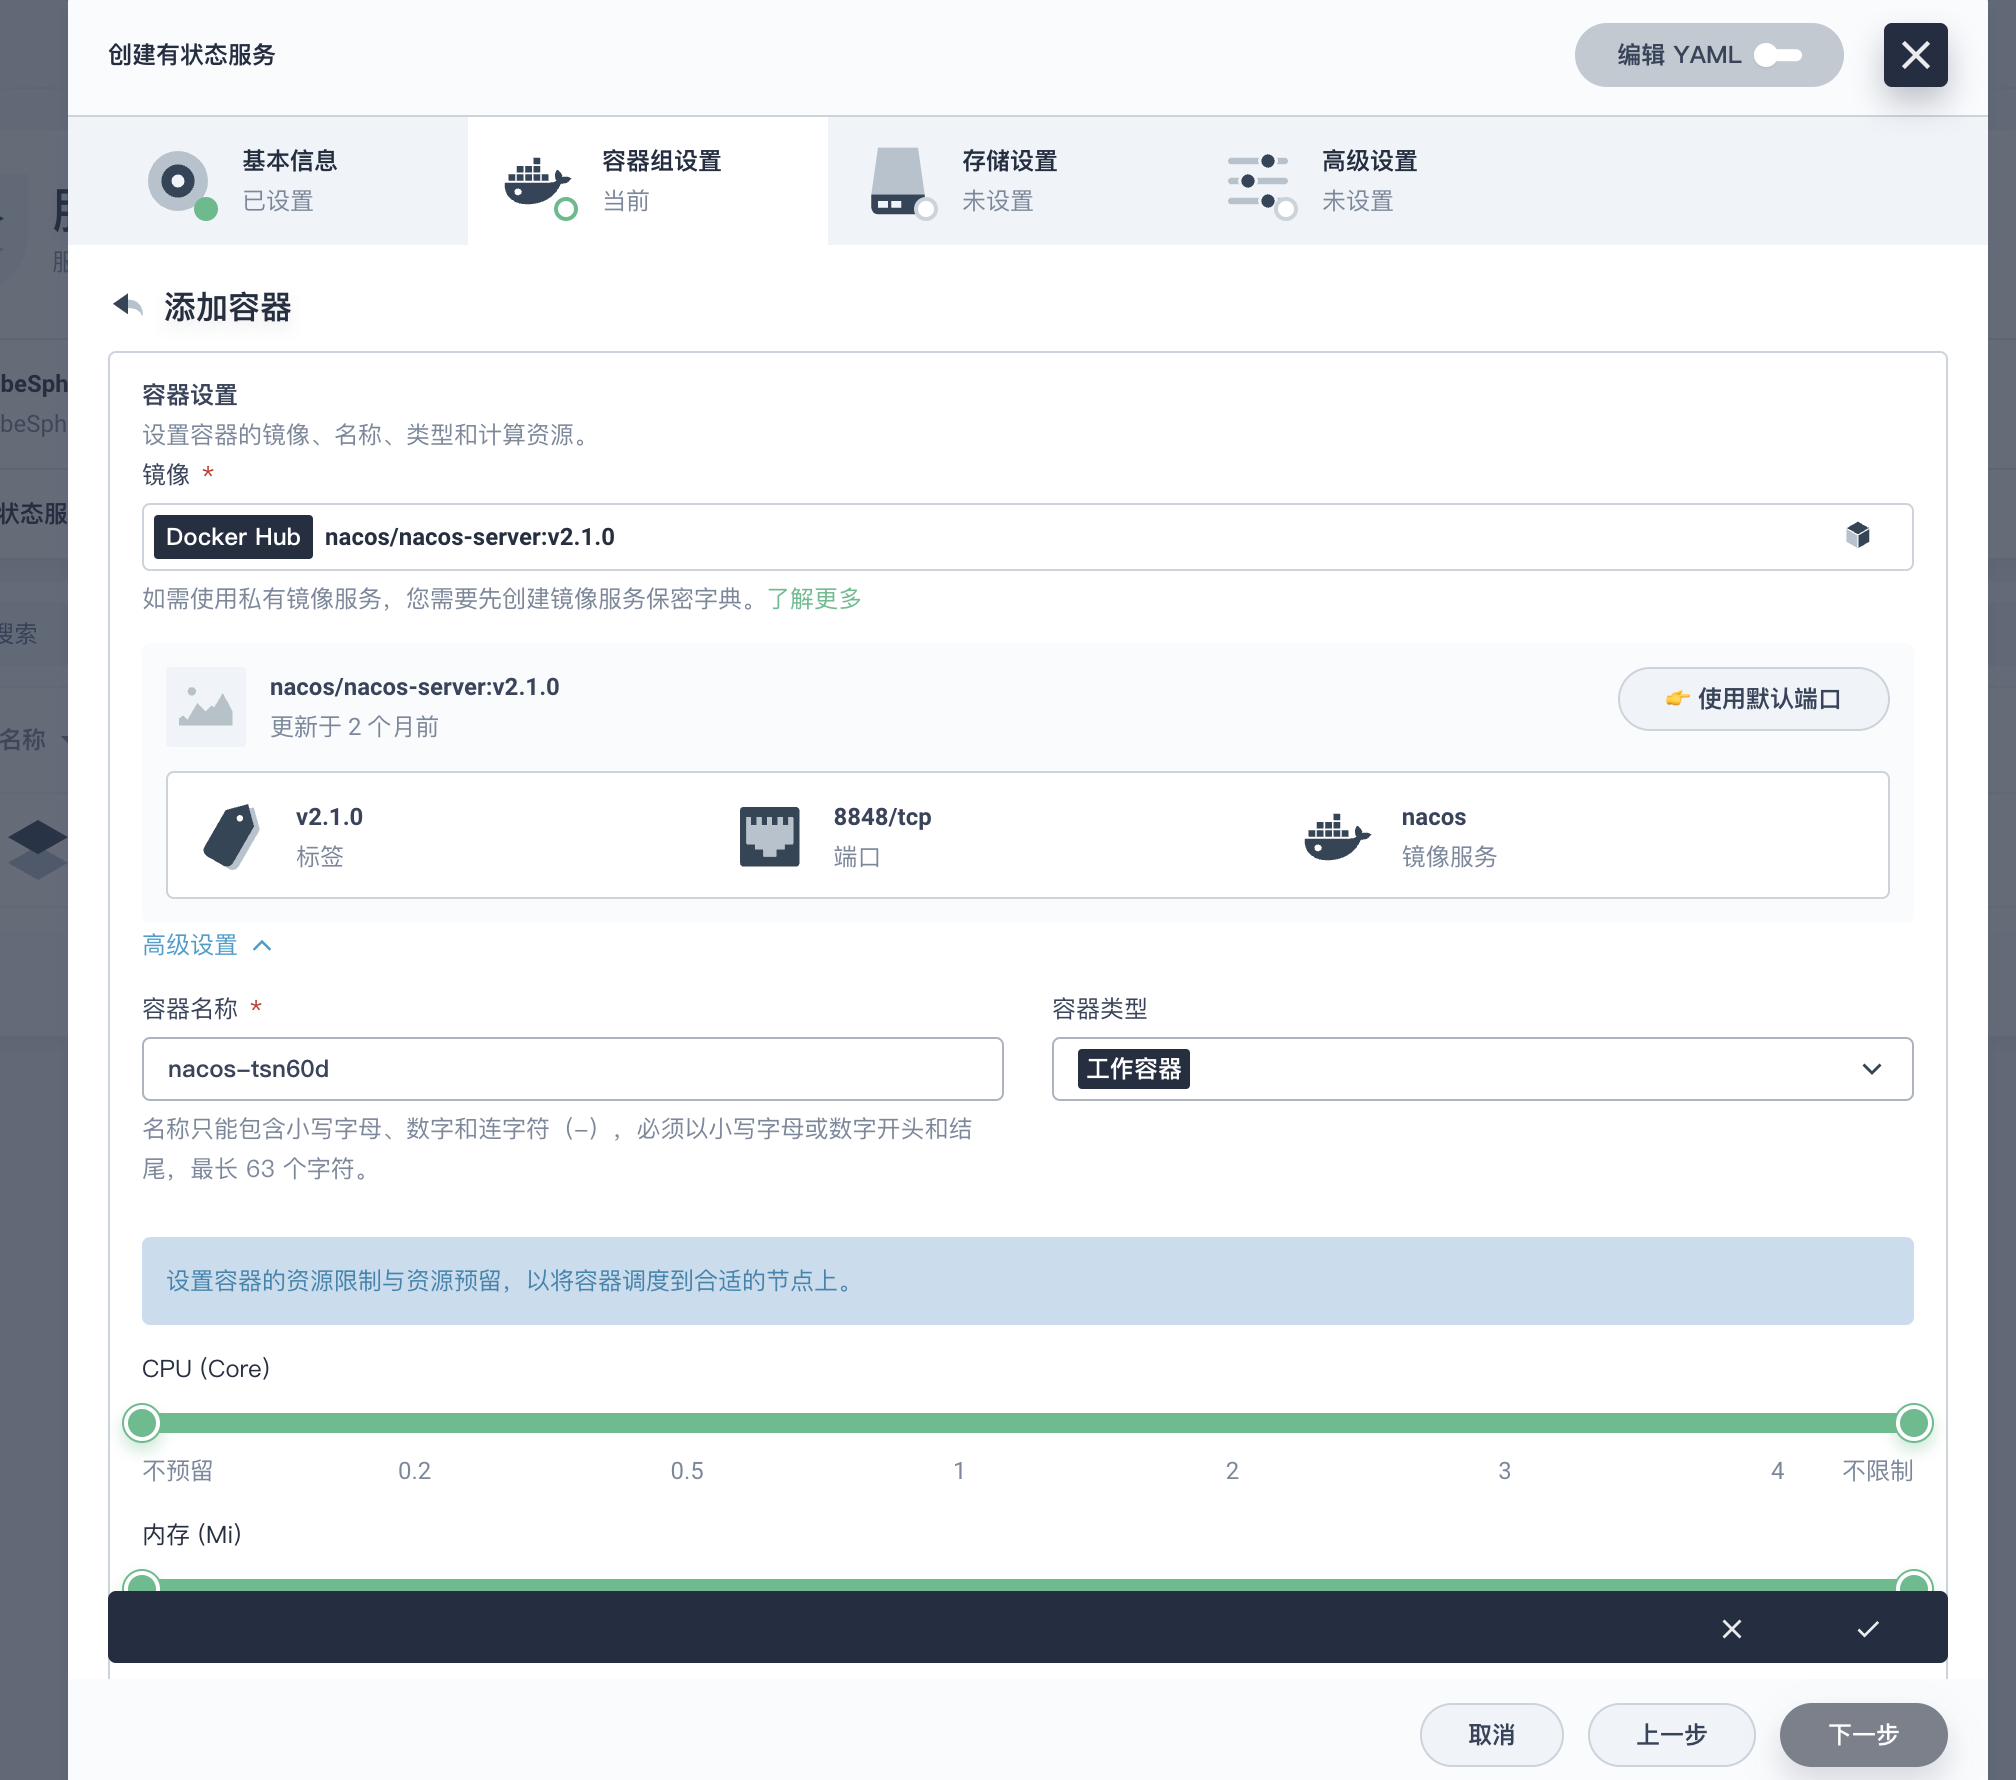 创建有状态服务
编辑 YAML
基本信息
已设置
容器组设置
当前
存储设置
未设置
高级设置
未设置
添加容器
beSph
beSph
状态服
搜索
名称
容器设置
设置容器的镜像、名称、类型和计算资源。
镜像 *
Docker Hub nacos/nacos-server:v2.1.0
如需使用私有镜像服务，您需要先创建镜像服务保密字典。了解更多
nacos/nacos-server:v2.1.0
更新于 2 个月前
👉 使用默认端口
v2.1.0
标签
8848/tcp
端口
nacos
镜像服务
高级设置
容器名称 *
容器类型
nacos-tsn60d
工作容器
名称只能包含小写字母、数字和连字符（-），必须以小写字母或数字开头和结
尾，最长 63 个字符。
设置容器的资源限制与资源预留，以将容器调度到合适的节点上。
CPU (Core)
不预留 0.2 0.5 1 2 3 4 不限制
内存 (Mi)
取消
上一步
下一步